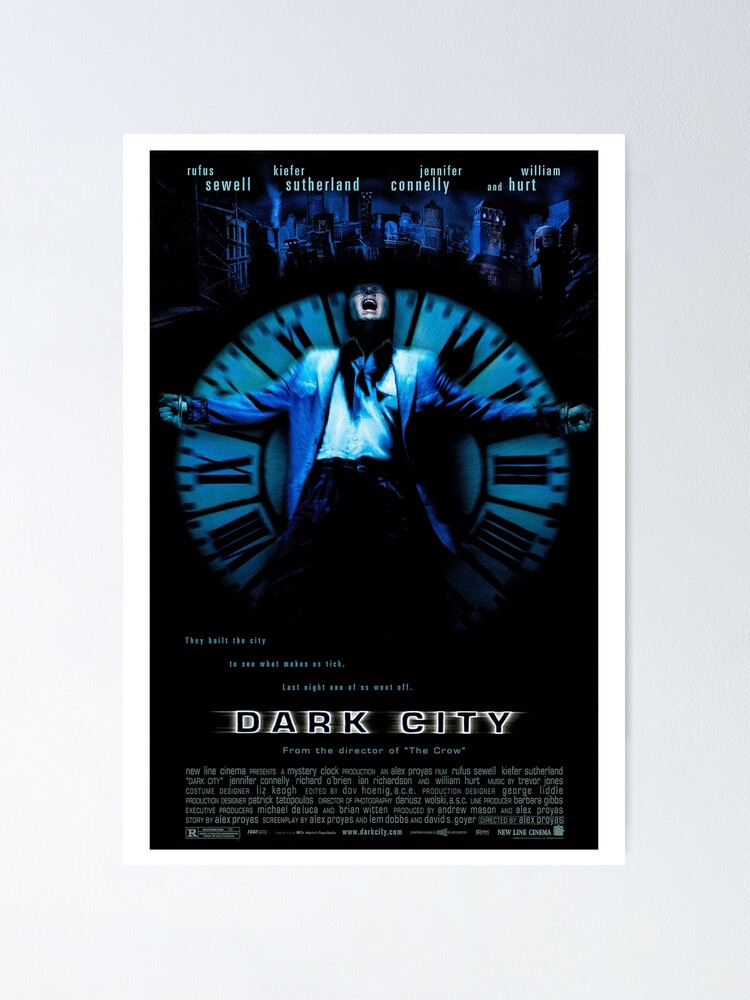 rufus sewell kiefer sutherland jennifer connelly and william hurt
They built the city
to see what makes us tick.
Last night one of us went off.
DARK CITY
From the director of "The Crow"
new line cinema PRESENTS A mystery clock PRODUCTION AN alex proyas FILM rufus sewell kiefer sutherland
"DARK CITY" jennifer connelly richard o'brien ian richardson AND william hurt MUSIC BY trevor jones
COSTUME DESIGNER liz keogh EDITED BY dov hoenig, a.c.e. PRODUCTION DESIGNER george liddle
PRODUCTION DESIGNER patrick tatopoulos DIRECTOR OF PHOTOGRAPHY dariusz wolski, a.s.c. LINE PRODUCER barbara gibbs
EXECUTIVE PRODUCERS michael deluca AND brian witten PRODUCED BY andrew mason AND alex proyas
STORY BY alex proyas SCREENPLAY BY alex proyas AND lem dobbs AND david s. goyer DIRECTED BY alex proyas
R www.darkcity.com NEW LINE CINEMA